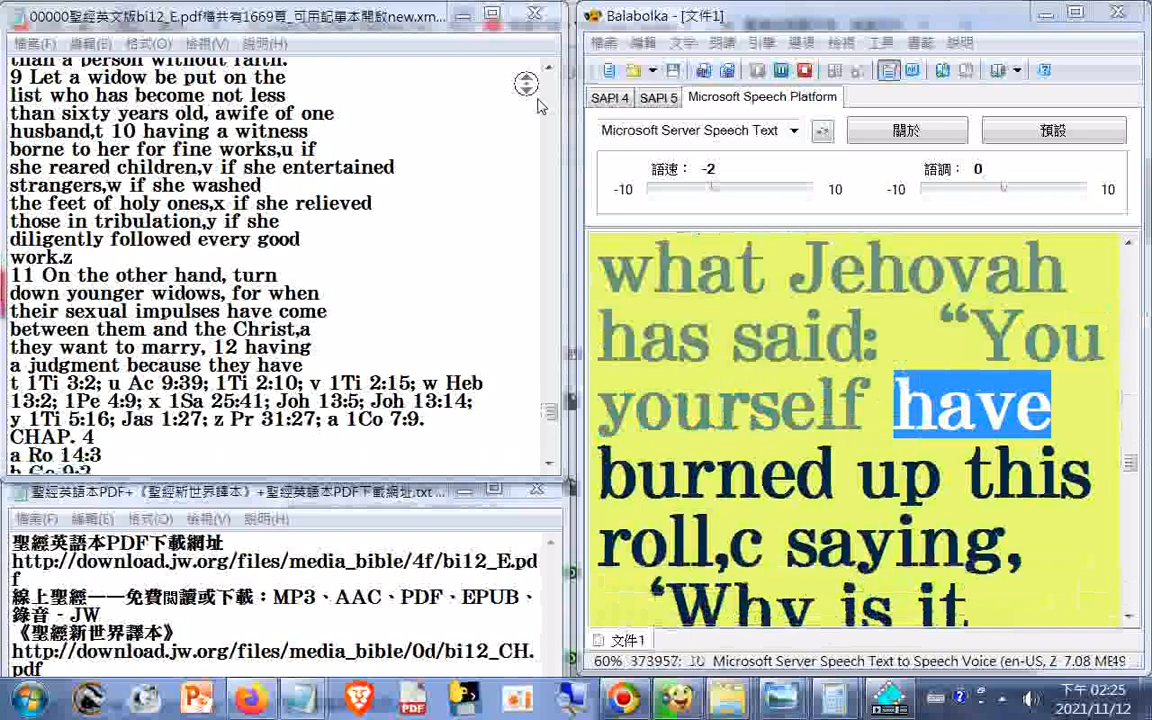 00000聖經英文版bi12_E.pdf檔共有1669頁_可用記事本開啟new.xm...
檔案(F) 編輯(E) 格式(O) 檢視(V) 說明(H)
than a person without faith.
9 Let a widow be put on the
list who has become not less
than sixty years old, awife of one
husband,t 10 having a witness
borne to her for fine works,u if
she reared children,v if she entertained
strangers,w if she washed
the feet of holy ones,x if she relieved
those in tribulation,y if she
diligently followed every good
work.z
11 On the other hand, turn
down younger widows, for when
their sexual impulses have come
between them and the Christ,a
they want to marry, 12 having
a judgment because they have
t 1Ti 3:2; u Ac 9:39; 1Ti 2:10; v 1Ti 2:15; w Heb
13:2; 1Pe 4:9; x 1Sa 25:41; Joh 13:5; Joh 13:14;
y 1Ti 5:16; Jas 1:27; z Pr 31:27; a 1Co 7:9.
CHAP. 4
a Ro 14:3
b Co 9:2
聖經英語本PDF+《聖經新世界譯本》+聖經英語本PDF下載網址.txt ...
檔案(F) 編輯(E) 格式(O) 檢視(V) 說明(H)
聖經英語本PDF下載網址
http://download.jw.org/files/media_bible/4f/bi12_E.pd
f
線上聖經——免費閱讀或下載：MP3、AAC、PDF、EPUB、
錄音 - JW
《聖經新世界譯本》
http://download.jw.org/files/media_bible/0d/bi12_CH.
pdf
Balabolka - [文件1]
檔案 編輯 文字 朗讀 引擎 選項 檢視 工具 書籤 說明
SAPI 4 SAPI 5 Microsoft Speech Platform
Microsoft Server Speech Text 關於 預設
語速： -2 語調： 0
-10 10 -10 10
what Jehovah
has said: “You
yourself have
burned up this
roll,c saying,
‘Why is it
文件1
60% 373957: Microsoft Server Speech Text to Speech Voice (en-US, Z 7.08 ME
下午 02:25
2021/11/12